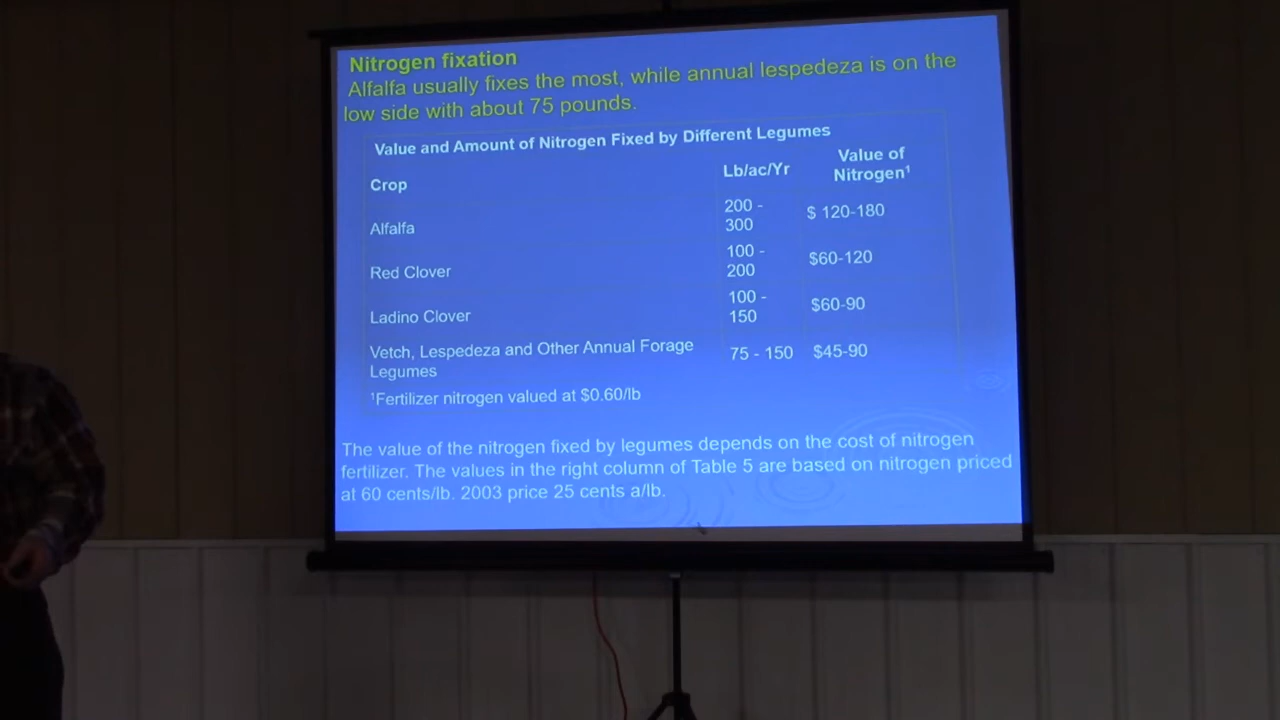 Nitrogen fixation
Alfalfa usually fixes the most, while annual lespedeza is on the
low side with about 75 pounds.
Value and Amount of Nitrogen Fixed by Different Legumes
Crop
Lb/ac/Yr
Value of
Nitrogen¹
Alfalfa
200 -
300
$ 120-180
Red Clover
100 -
200
$60-120
Ladino Clover
100 -
150
$60-90
Vetch, Lespedeza and Other Annual Forage
Legumes
75 - 150
$45-90
¹Fertilizer nitrogen valued at $0.60/lb
The value of the nitrogen fixed by legumes depends on the cost of nitrogen
fertilizer. The values in the right column of Table 5 are based on nitrogen priced
at 60 cents/lb. 2003 price 25 cents a/lb.